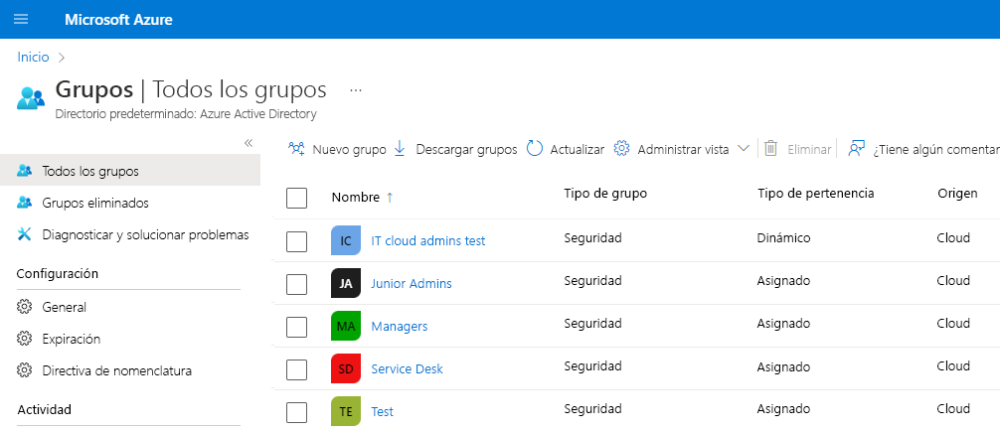 Microsoft Azure
Inicio >
Grupos | Todos los grupos ...
Directorio predeterminado: Azure Active Directory
«
Nuevo grupo Descargar grupos Actualizar Administrar vista Eliminar ¿Tiene algún comentar
Todos los grupos
Grupos eliminados
Diagnosticar y solucionar problemas
Configuración
General
Expiración
Directiva de nomenclatura
Actividad
Nombre ↑ Tipo de grupo Tipo de pertenencia Origen
IC IT cloud admins test Seguridad Dinámico Cloud
JA Junior Admins Seguridad Asignado Cloud
MA Managers Seguridad Asignado Cloud
SD Service Desk Seguridad Asignado Cloud
TE Test Seguridad Asignado Cloud